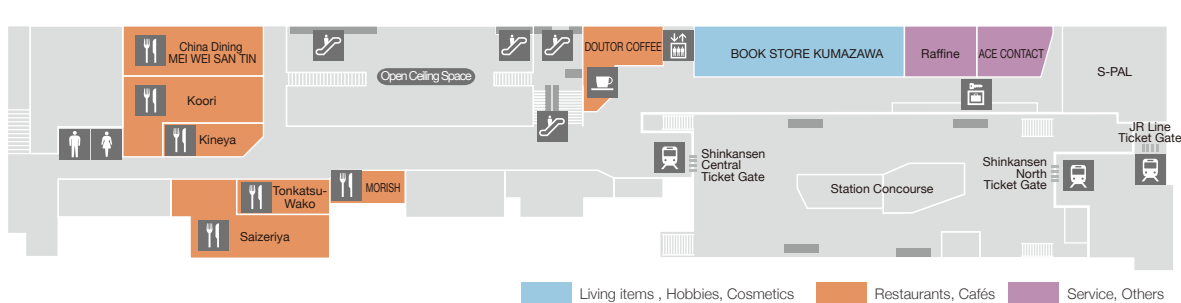 China Dining
MEI WEI SAN TIN
DOUTOR COFFEE
BOOK STORE KUMAZAWA
Raffine
ACE CONTACT
S-PAL
Open Ceiling Space
Koori
Kineya
JR Line
Ticket Gate
Shinkansen
Central
Ticket Gate
Shinkansen
North
Ticket Gate
Station Concourse
Tonkatsu-
Wako
MORISH
Saizeriya
Living items , Hobbies, Cosmetics
Restaurants, Cafés
Service, Others